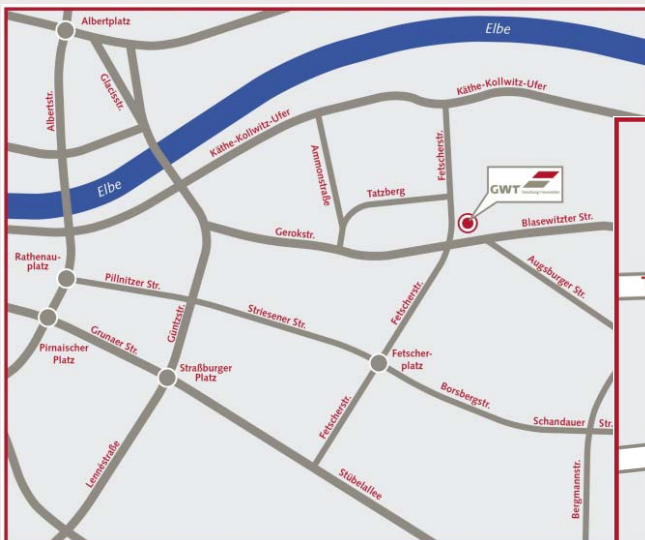 Albertplatz
Elbe
Glacisstr.
Käthe-Kollwitz-Ufer
Albertstr.
Käthe-Kollwitz-Ufer
Ammonstraße
Fetscherstr.
Tatzberg
GWT
Elbe
Blasewitzter Str.
Gerokstr.
Rathenau-
platz
Augsburger Str.
Pillnitzer Str.
Güntzstr.
Striesener Str.
Fetscherstr.
Grunaer Str.
Pirnaischer
Platz
Straßburger
Platz
Fetscher-
platz
Borsbergstr.
Fetscherstr.
Schandauer Str.
Lennéstraße
Stübelallee
Bergmannstr.